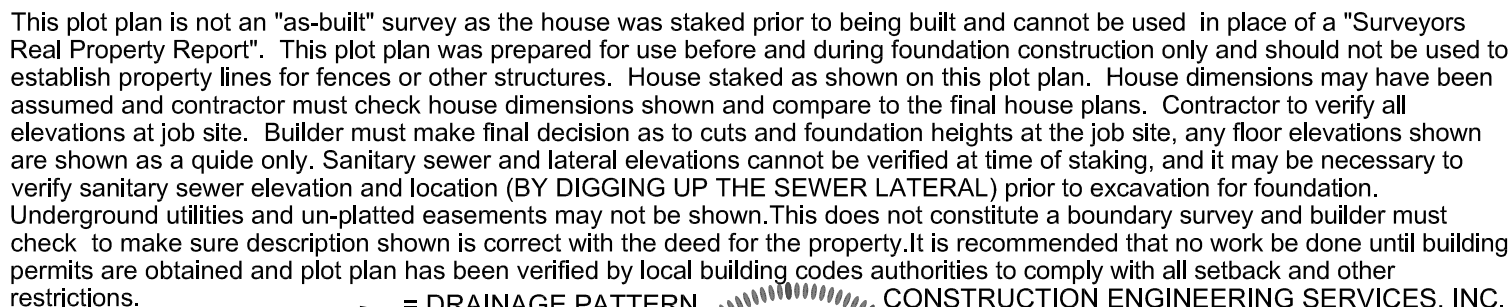 This plot plan is not an "as-built" survey as the house was staked prior to being built and cannot be used in place of a "Surveyors
Real Property Report". This plot plan was prepared for use before and during foundation construction only and should not be used to
establish property lines for fences or other structures. House staked as shown on this plot plan. House dimensions may have been
assumed and contractor must check house dimensions shown and compare to the final house plans. Contractor to verify all
elevations at job site. Builder must make final decision as to cuts and foundation heights at the job site, any floor elevations shown
are shown as a quide only. Sanitary sewer and lateral elevations cannot be verified at time of staking, and it may be necessary to
verify sanitary sewer elevation and location (BY DIGGING UP THE SEWER LATERAL) prior to excavation for foundation.
Underground utilities and un-platted easements may not be shown.This does not constitute a boundary survey and builder must
check to make sure description shown is correct with the deed for the property.It is recommended that no work be done until building
permits are obtained and plot plan has been verified by local building codes authorities to comply with all setback and other
restrictions. = DRAINAGE PATTERN CONSTRUCTION ENGINEERING SERVICES, INC.